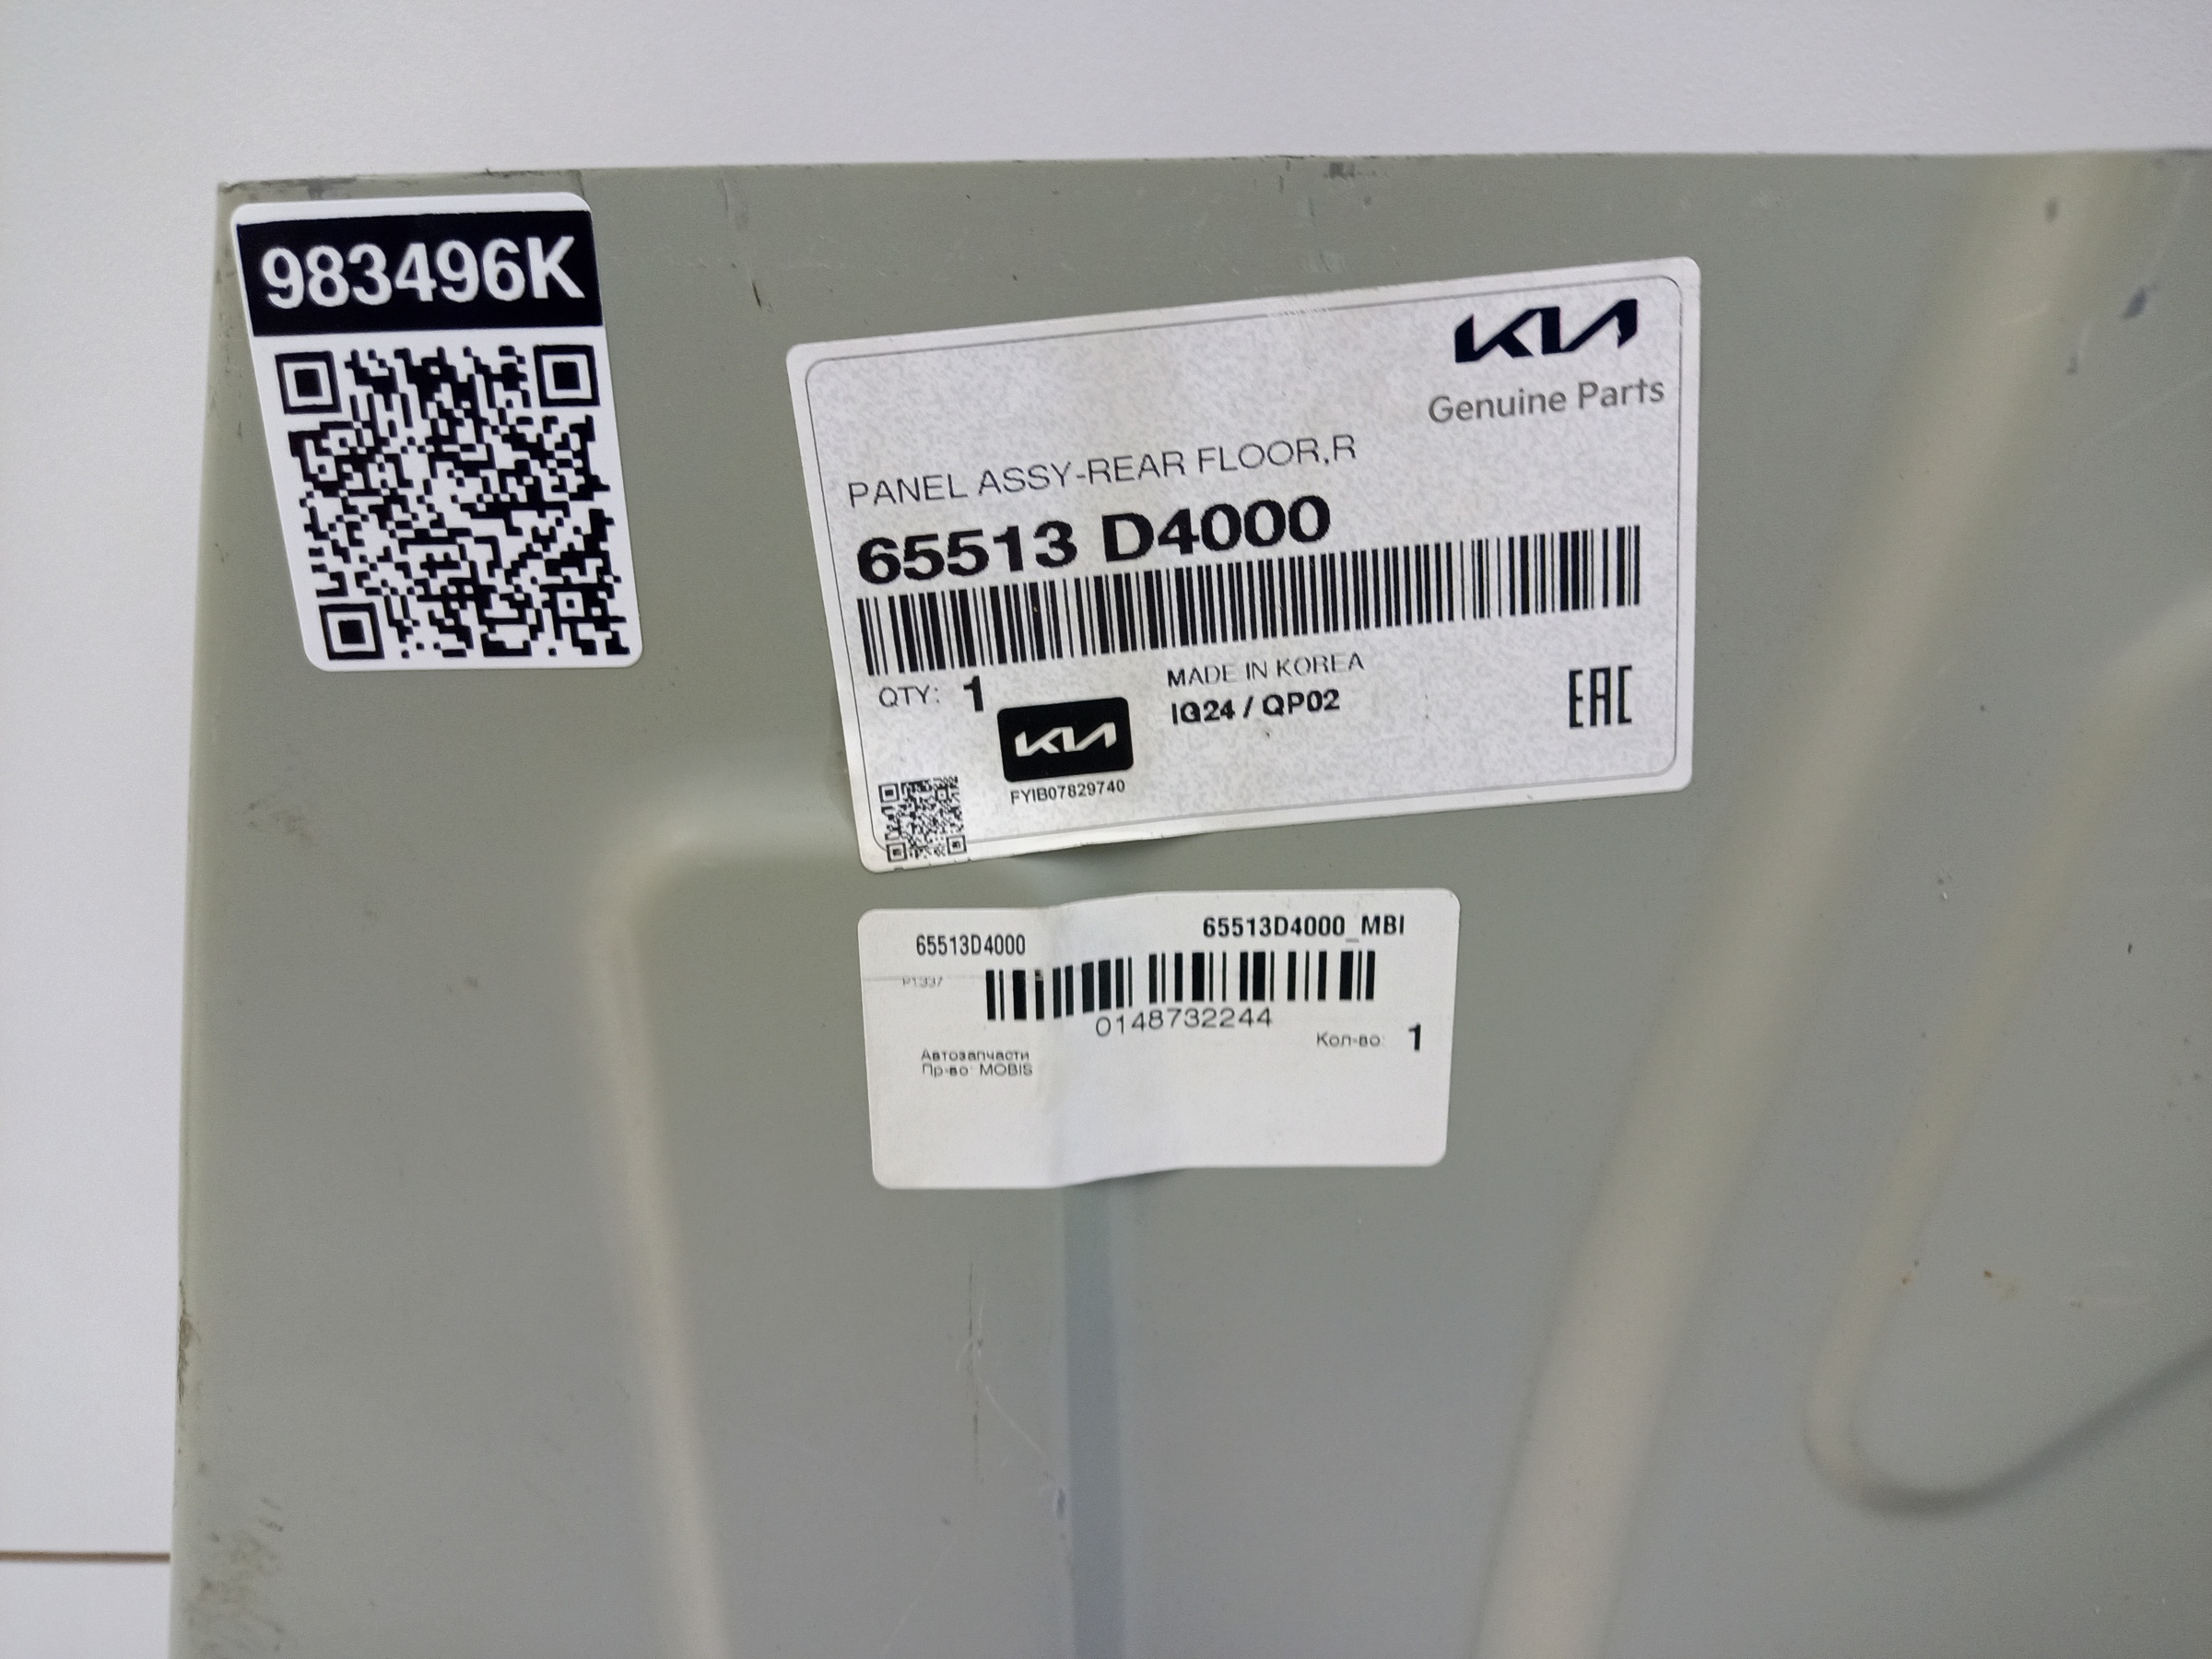 983496K
KIA
Genuine Parts
PANEL ASSY-REAR FLOOR,R
65513 D4000
QTY: 1
MADE IN KOREA
IG24 / QP02
EAC
KIA
FYIB07829740
65513D4000
65513D4000_MBI
P1337
0148732244
Кол-во: 1
Автозапчасти
Пр-во: MOBIS